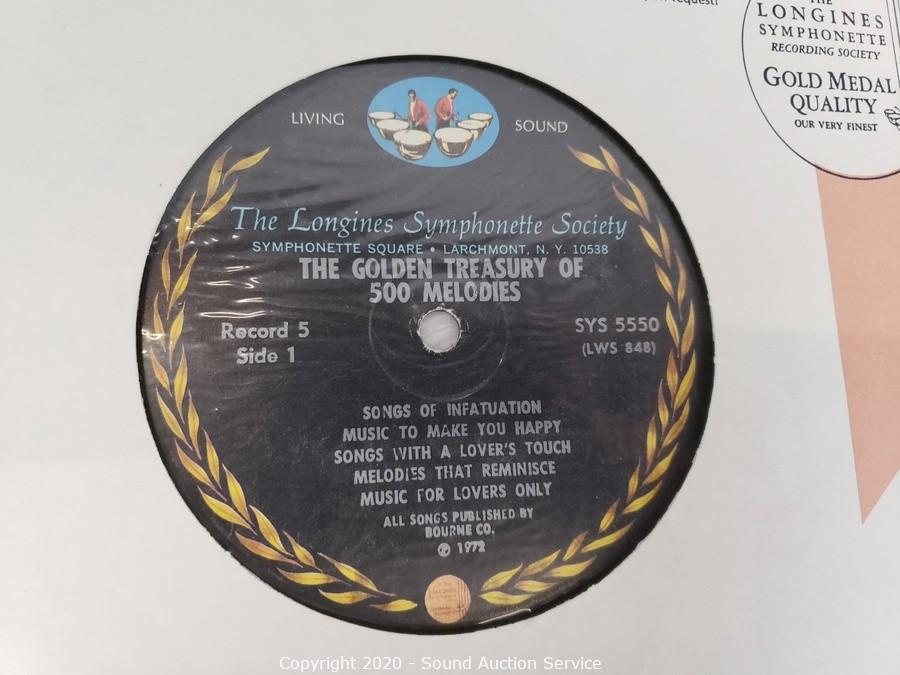 request!
THE
LONGINES
SYMPHONETTE
RECORDING SOCIETY
GOLD MEDAL
QUALITY
OUR VERY FINEST
LIVING SOUND
The Longines Symphonette Society
SYMPHONETTE SQUARE • LARCHMONT, N. Y. 10538
THE GOLDEN TREASURY OF
500 MELODIES
Record 5 SYS 5550
Side 1 (LWS 848)
SONGS OF INFATUATION
MUSIC TO MAKE YOU HAPPY
SONGS WITH A LOVER'S TOUCH
MELODIES THAT REMINISCE
MUSIC FOR LOVERS ONLY
ALL SONGS PUBLISHED BY
BOURNE CO.
℗ 1972
Copyright 2020 - Sound Auction Service